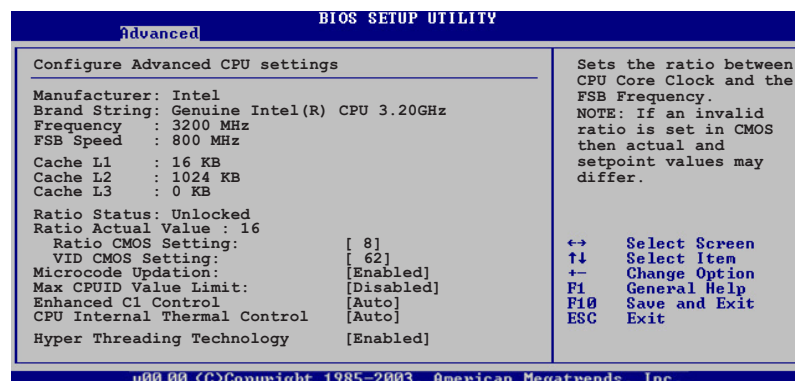 BIOS SETUP UTILITY
Advanced
Configure Advanced CPU settings
Manufacturer: Intel
Brand String: Genuine Intel(R) CPU 3.20GHz
Frequency : 3200 MHz
FSB Speed : 800 MHz
Cache L1 : 16 KB
Cache L2 : 1024 KB
Cache L3 : 0 KB
Ratio Status: Unlocked
Ratio Actual Value : 16
Ratio CMOS Setting: [ 8]
VID CMOS Setting: [ 62]
Microcode Updation: [Enabled]
Max CPUID Value Limit: [Disabled]
Enhanced C1 Control [Auto]
CPU Internal Thermal Control [Auto]
Hyper Threading Technology [Enabled]
Sets the ratio between
CPU Core Clock and the
FSB Frequency.
NOTE: If an invalid
ratio is set in CMOS
then actual and
setpoint values may
differ.
←→ Select Screen
↑↓ Select Item
+- Change Option
F1 General Help
F10 Save and Exit
ESC Exit
v00.00 (C)Copyright 1985-2003, American Megatrends, Inc.